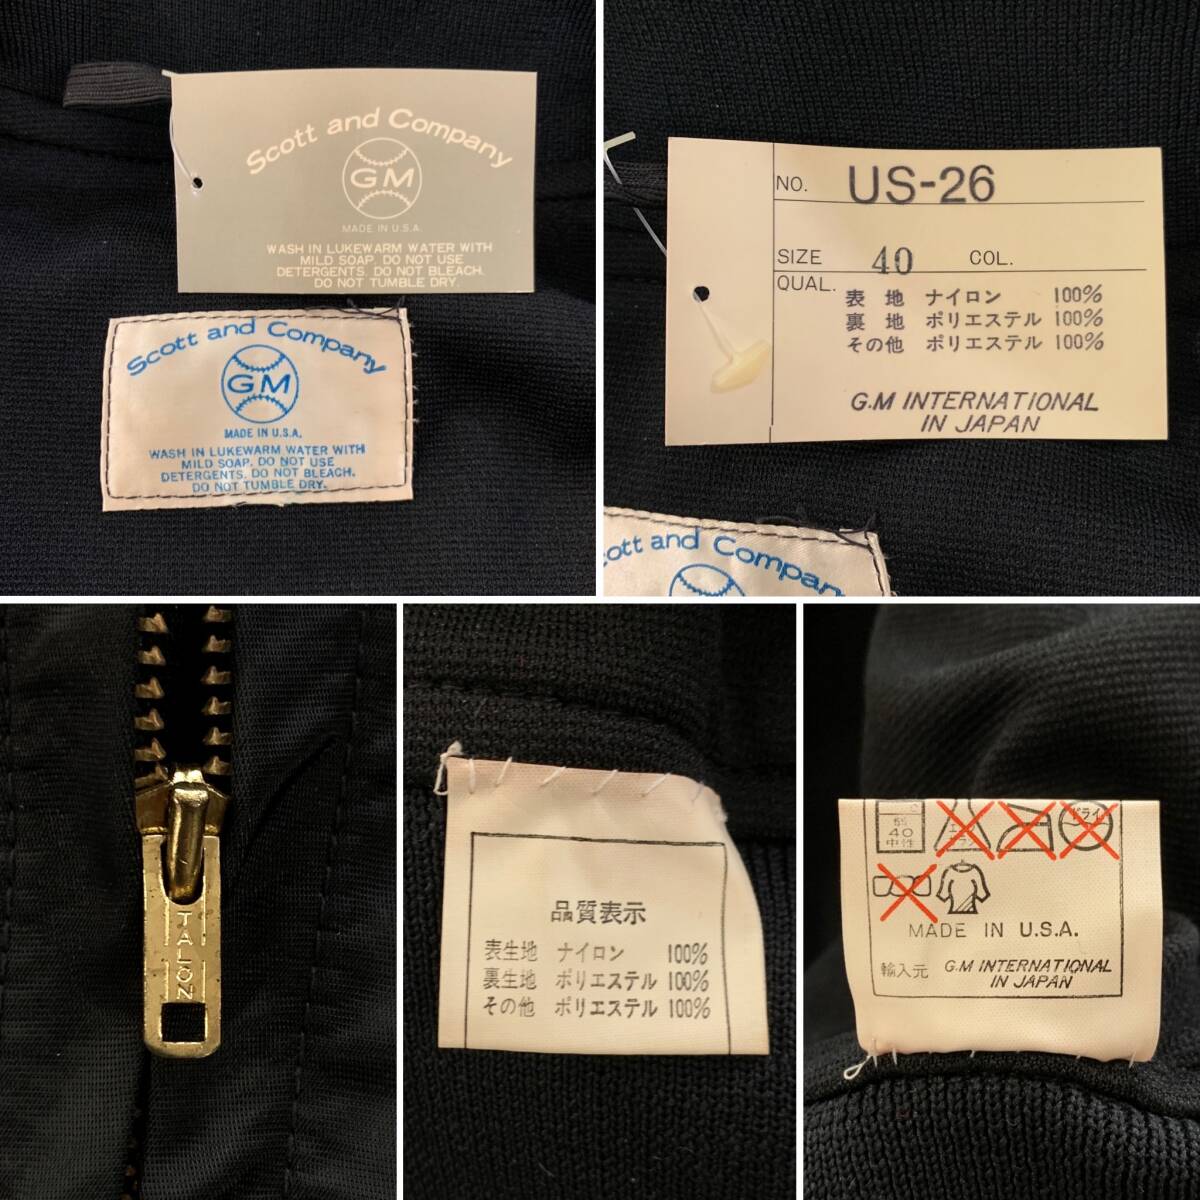 Scott and Company
GM
MADE IN U.S.A.
WASH IN LUKEWARM WATER WITH
MILD SOAP. DO NOT USE
DETERGENTS. DO NOT BLEACH.
DO NOT TUMBLE DRY.
Scott and Company
GM
MADE IN U.S.A.
WASH IN LUKEWARM WATER WITH
MILD SOAP. DO NOT USE
DETERGENTS. DO NOT BLEACH.
DO NOT TUMBLE DRY.
NO. US-26
SIZE 40 COL.
QUAL.
表地 ナイロン 100%
裏地 ポリエステル 100%
その他 ポリエステル 100%
G.M INTERNATIONAL
IN JAPAN
ott and Company
TALON
品質表示
表生地 ナイロン 100%
裏生地 ポリエステル 100%
その他 ポリエステル 100%
40
中性
ドライ
MADE IN U.S.A.
輸入元 G.M INTERNATIONAL
IN JAPAN